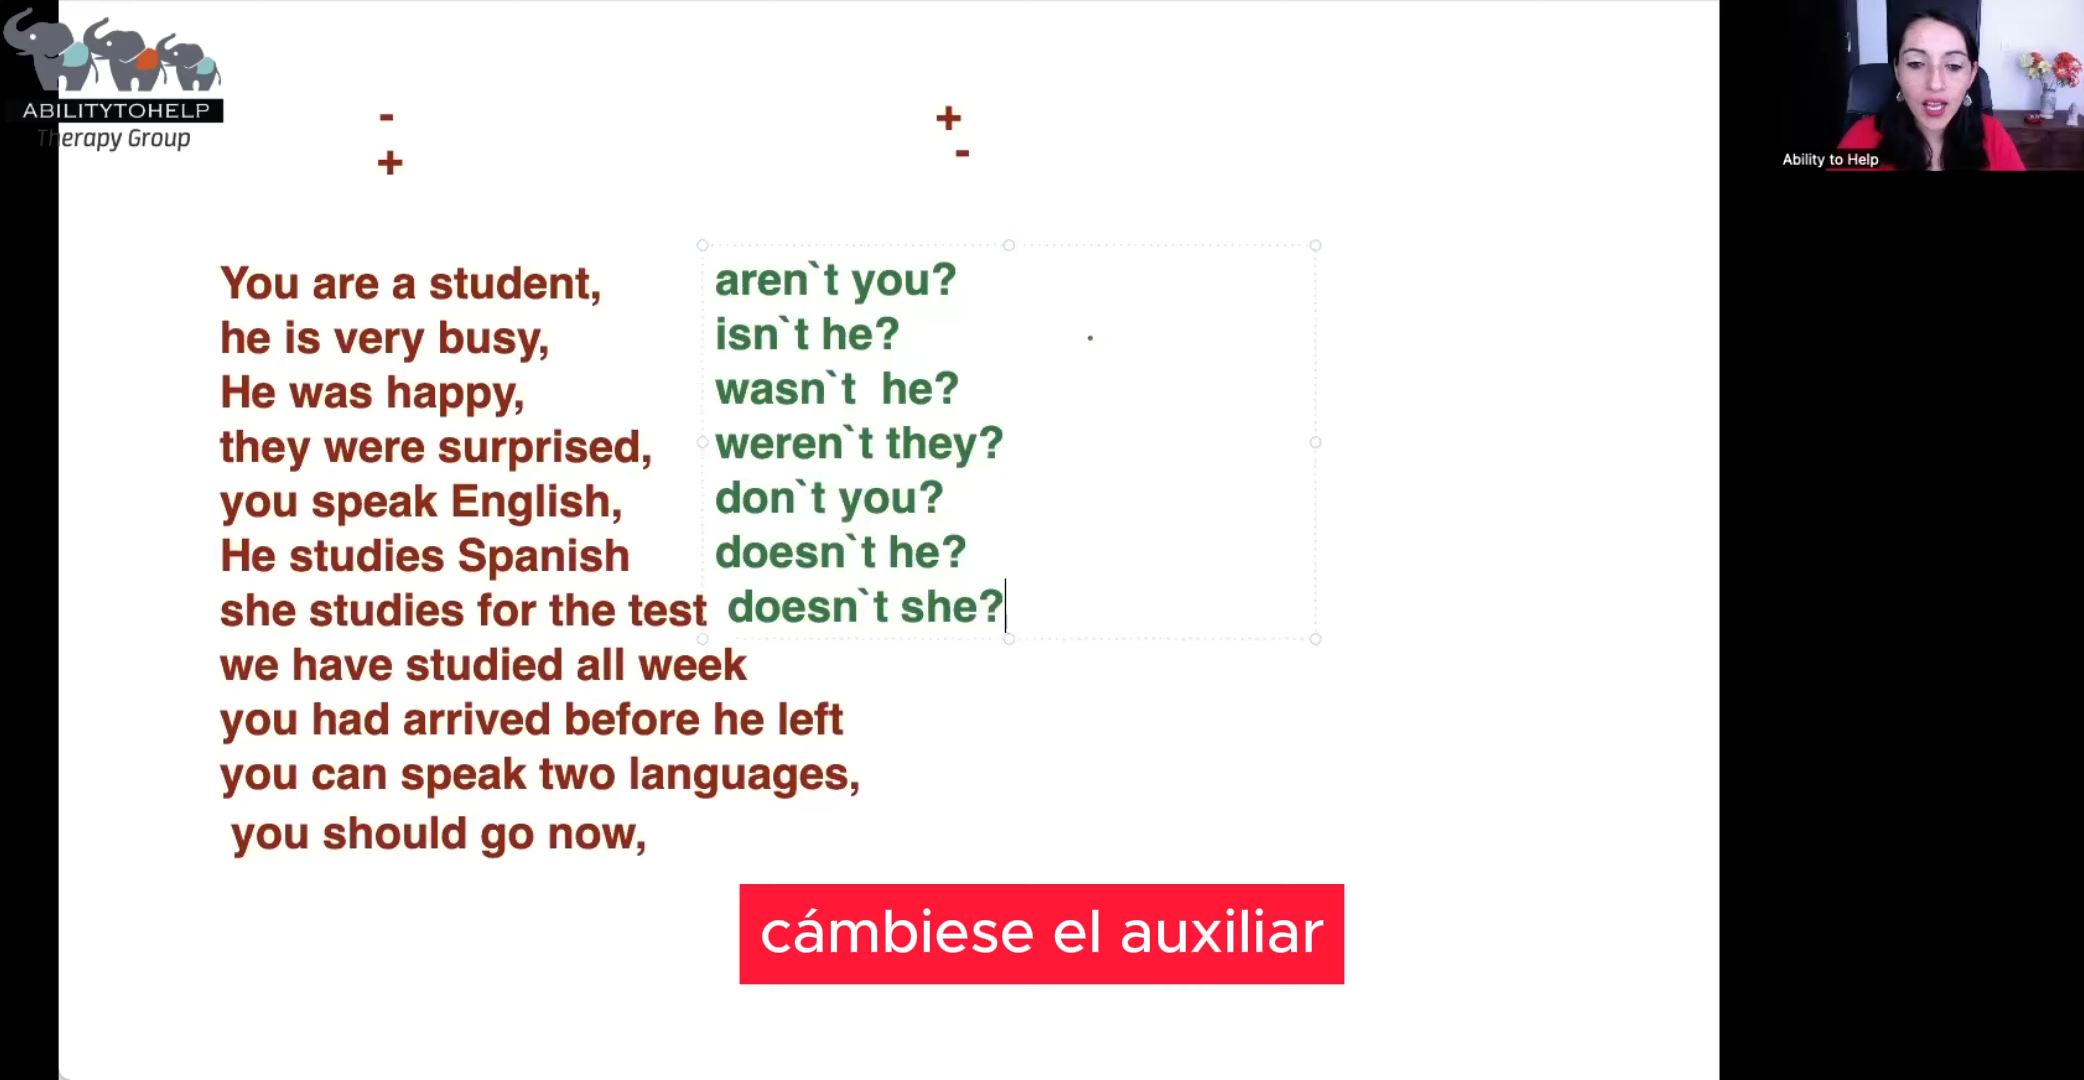 ABILITYTOHELP
Therapy Group
- +
+ -
Ability to Help
You are a student, aren`t you?
he is very busy, isn`t he?
He was happy, wasn`t he?
they were surprised, weren`t they?
you speak English, don`t you?
He studies Spanish doesn`t he?
she studies for the test doesn`t she?
we have studied all week
you had arrived before he left
you can speak two languages,
you should go now,
cámbiese el auxiliar